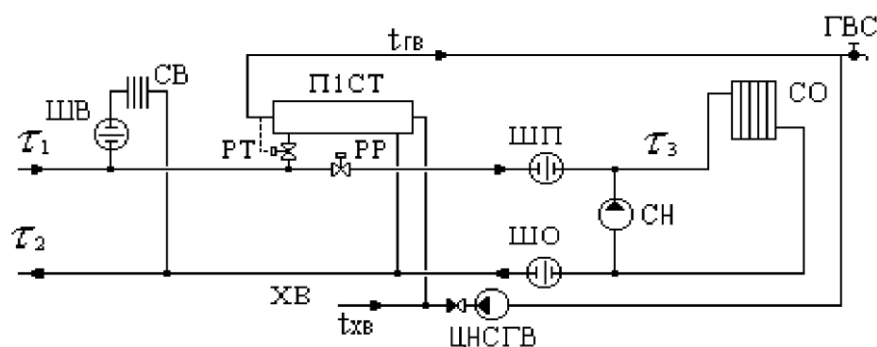 ГВС
tгв
СВ
П1СТ
СО
ШВ
τ1
РТ
РР
ШП
τ3
СН
τ2
ШО
ХВ
tхв
ЦНСГВ